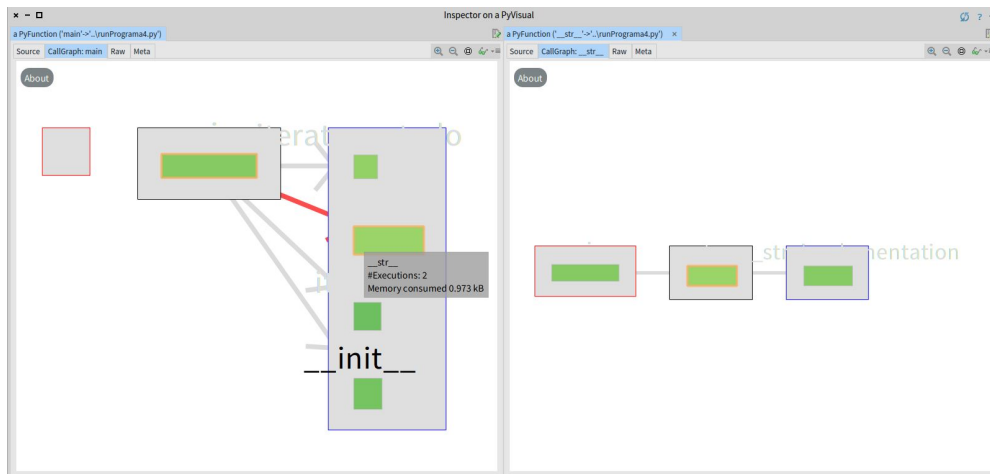 Inspector on a PyVisual
?
a PyFunction ('main'->'..\runPrograma4.py')
a PyFunction ('__str__'->'..\runPrograma4.py') ×
Source CallGraph: main Raw Meta
Source CallGraph: __str__ Raw Meta
About
About
__str__
#Executions: 2
Memory consumed 0.973 kB
__init__